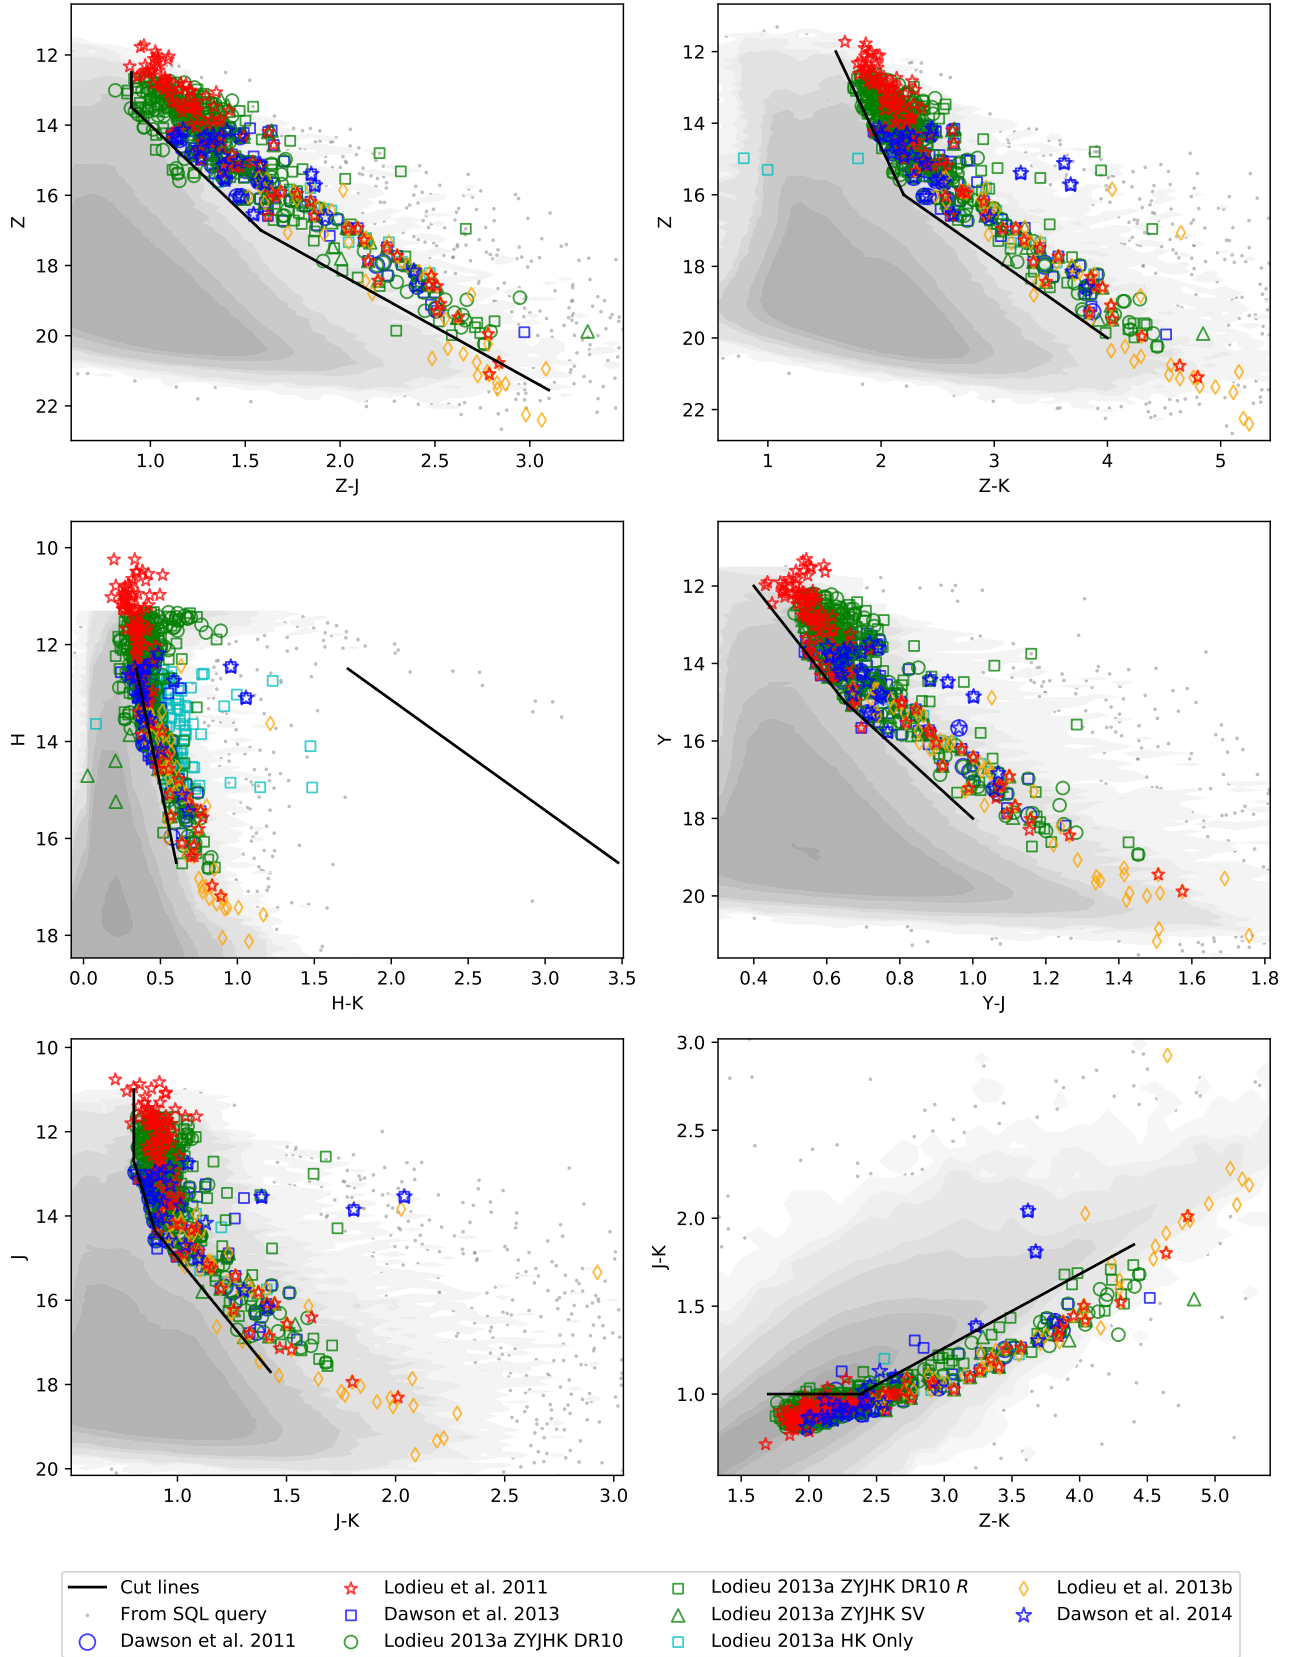 12
14
16
18
20
22
Z
1.0 1.5 2.0 2.5 3.0
Z-J
12
14
16
18
20
22
Z
1 2 3 4 5
Z-K
10
12
14
16
18
H
0.0 0.5 1.0 1.5 2.0 2.5 3.0 3.5
H-K
12
14
16
18
20
Y
0.4 0.6 0.8 1.0 1.2 1.4 1.6 1.8
Y-J
10
12
14
16
18
20
J
1.0 1.5 2.0 2.5 3.0
J-K
3.0
2.5
2.0
1.5
1.0
J-K
1.5 2.0 2.5 3.0 3.5 4.0 4.5 5.0
Z-K
Cut lines
From SQL query
Dawson et al. 2011
Lodieu et al. 2011
Dawson et al. 2013
Lodieu 2013a ZYJHK DR10
Lodieu 2013a ZYJHK DR10 R
Lodieu 2013a ZYJHK SV
Lodieu 2013a HK Only
Lodieu et al. 2013b
Dawson et al. 2014